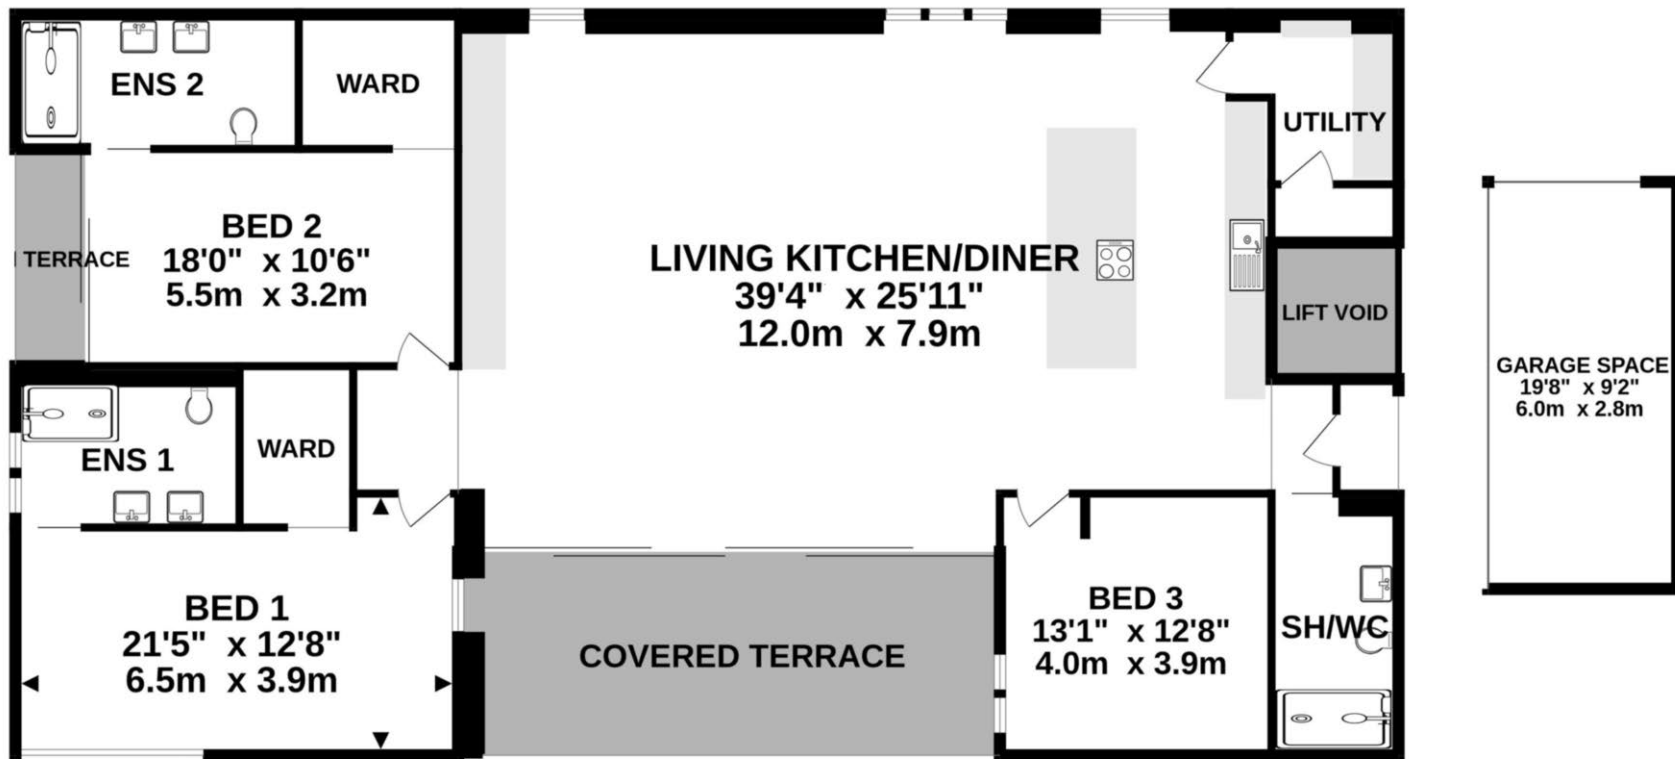 ENS 2
WARD
UTILITY
BED 2
18'0" x 10'6"
5.5m x 3.2m
TERRACE
LIVING KITCHEN/DINER
39'4" x 25'11"
12.0m x 7.9m
LIFT VOID
GARAGE SPACE
19'8" x 9'2"
6.0m x 2.8m
ENS 1
WARD
BED 1
21'5" x 12'8"
6.5m x 3.9m
COVERED TERRACE
BED 3
13'1" x 12'8"
4.0m x 3.9m
SH/WC